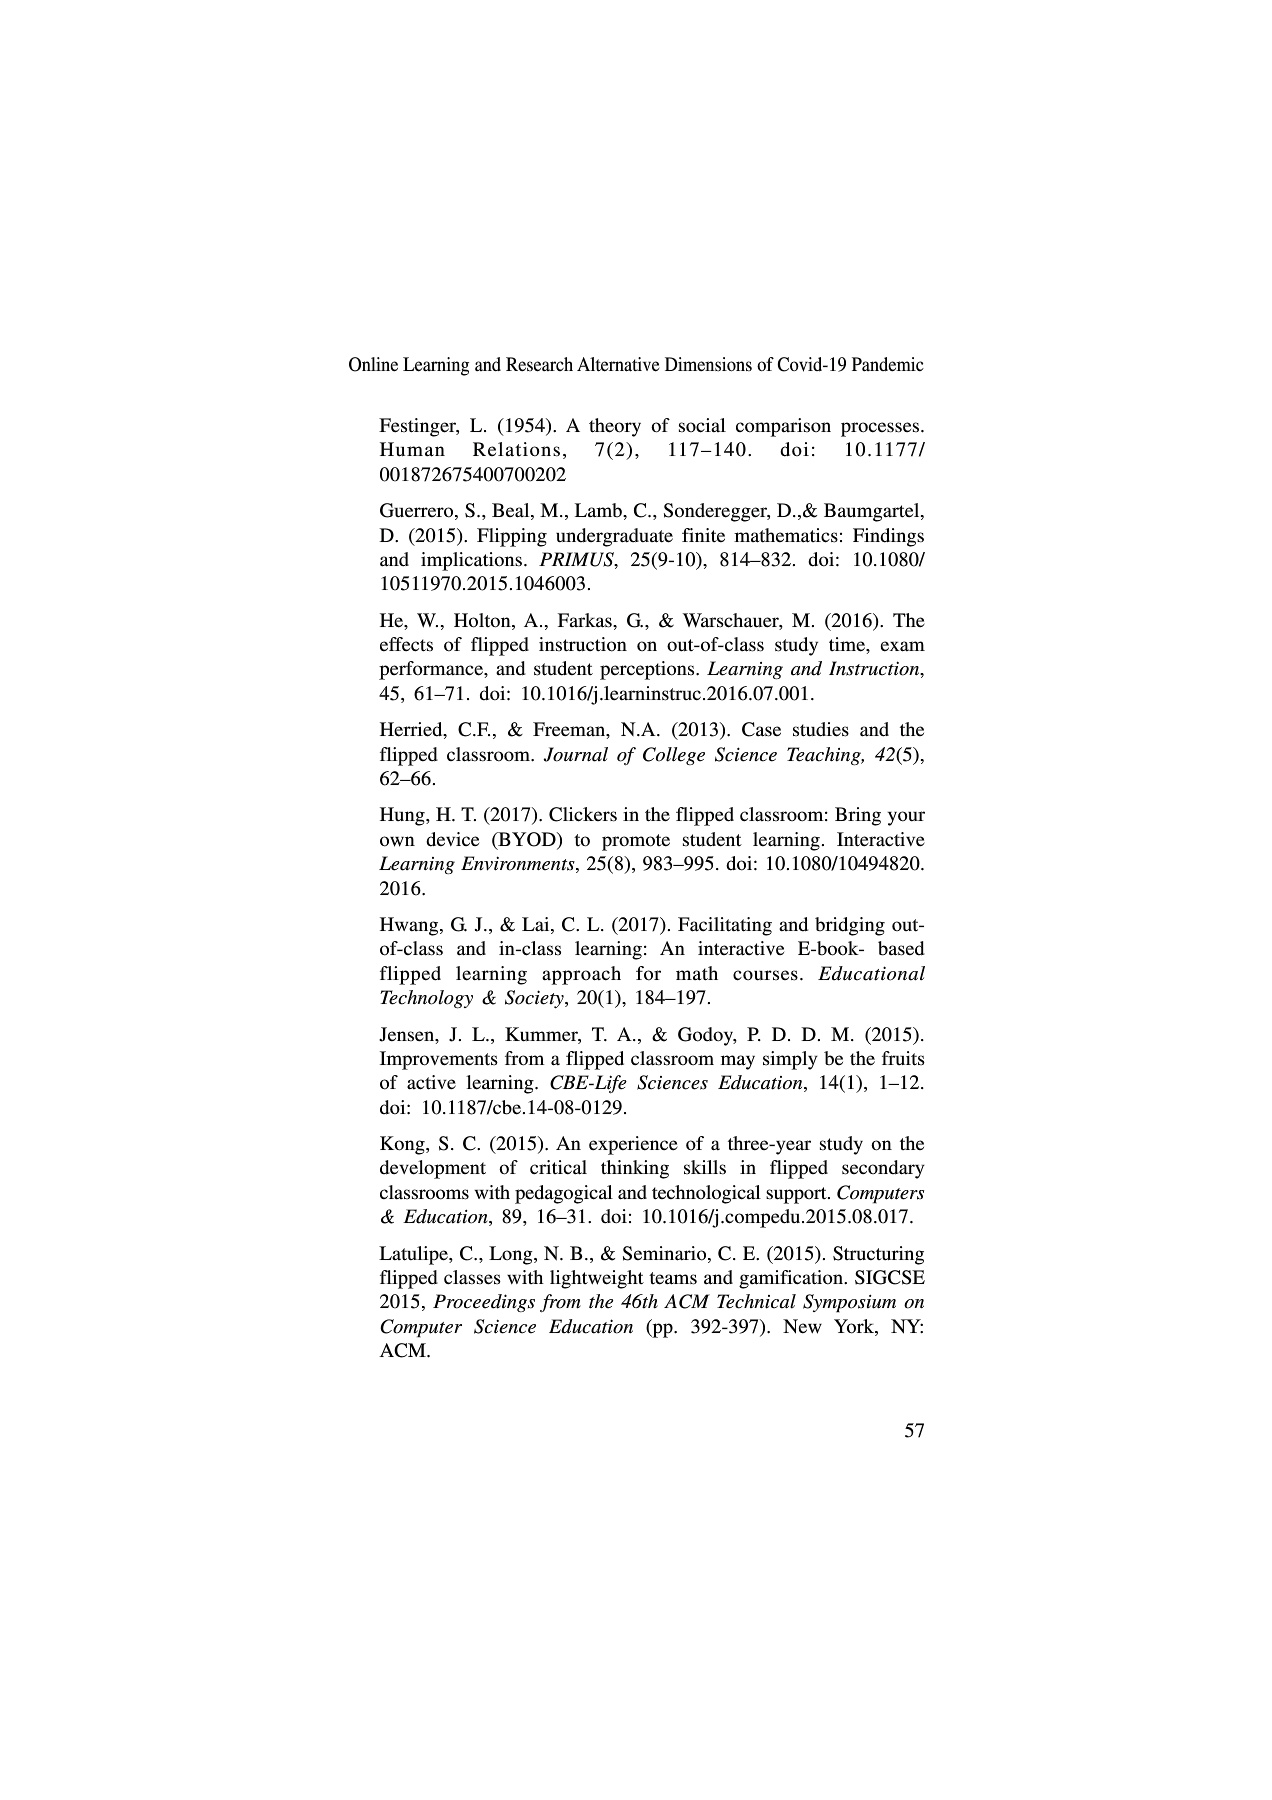 Online Learning and Research Alternative Dimensions of Covid-19 Pandemic
Festinger, L. (1954). A theory of social comparison processes.
Human Relations, 7(2), 117–140. doi: 10.1177/
001872675400700202
Guerrero, S., Beal, M., Lamb, C., Sonderegger, D.,& Baumgartel,
D. (2015). Flipping undergraduate finite mathematics: Findings
and implications. PRIMUS, 25(9-10), 814–832. doi: 10.1080/
10511970.2015.1046003.
He, W., Holton, A., Farkas, G., & Warschauer, M. (2016). The
effects of flipped instruction on out-of-class study time, exam
performance, and student perceptions. Learning and Instruction,
45, 61–71. doi: 10.1016/j.learninstruc.2016.07.001.
Herried, C.F., & Freeman, N.A. (2013). Case studies and the
flipped classroom. Journal of College Science Teaching, 42(5),
62–66.
Hung, H. T. (2017). Clickers in the flipped classroom: Bring your
own device (BYOD) to promote student learning. Interactive
Learning Environments, 25(8), 983–995. doi: 10.1080/10494820.
2016.
Hwang, G. J., & Lai, C. L. (2017). Facilitating and bridging out-
of-class and in-class learning: An interactive E-book- based
flipped learning approach for math courses. Educational
Technology & Society, 20(1), 184–197.
Jensen, J. L., Kummer, T. A., & Godoy, P. D. D. M. (2015).
Improvements from a flipped classroom may simply be the fruits
of active learning. CBE-Life Sciences Education, 14(1), 1–12.
doi: 10.1187/cbe.14-08-0129.
Kong, S. C. (2015). An experience of a three-year study on the
development of critical thinking skills in flipped secondary
classrooms with pedagogical and technological support. Computers
& Education, 89, 16–31. doi: 10.1016/j.compedu.2015.08.017.
Latulipe, C., Long, N. B., & Seminario, C. E. (2015). Structuring
flipped classes with lightweight teams and gamification. SIGCSE
2015, Proceedings from the 46th ACM Technical Symposium on
Computer Science Education (pp. 392-397). New York, NY:
ACM.
57